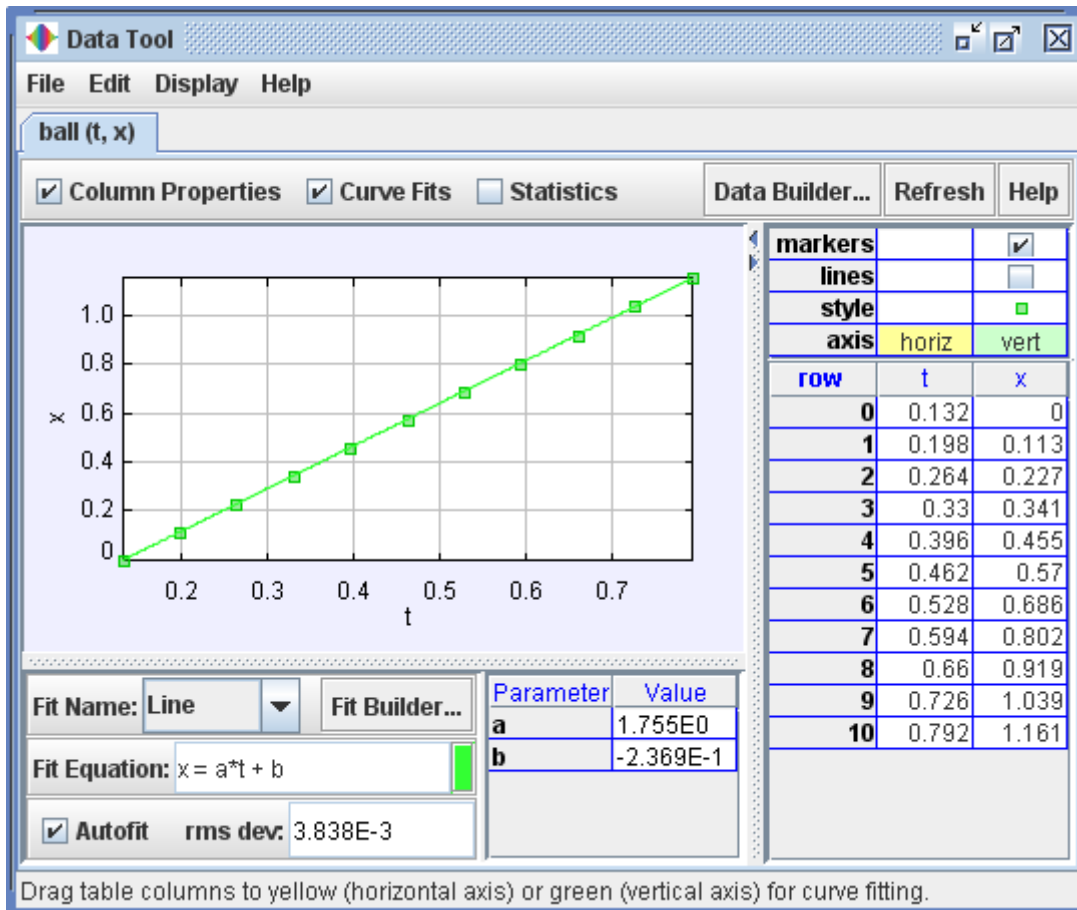 Data Tool
File Edit Display Help
ball (t, x)
Column Properties Curve Fits Statistics Data Builder... Refresh Help
1.0
0.8
0.6
0.4
0.2
0
x
0.2 0.3 0.4 0.5 0.6 0.7
t
markers
lines
style
axis horiz vert
row t x
0 0.132 0
1 0.198 0.113
2 0.264 0.227
3 0.33 0.341
4 0.396 0.455
5 0.462 0.57
6 0.528 0.686
7 0.594 0.802
8 0.66 0.919
9 0.726 1.039
10 0.792 1.161
Fit Name: Line Fit Builder...
Fit Equation: x = a*t + b
Autofit rms dev: 3.838E-3
Parameter Value
a 1.755E0
b -2.369E-1
Drag table columns to yellow (horizontal axis) or green (vertical axis) for curve fitting.